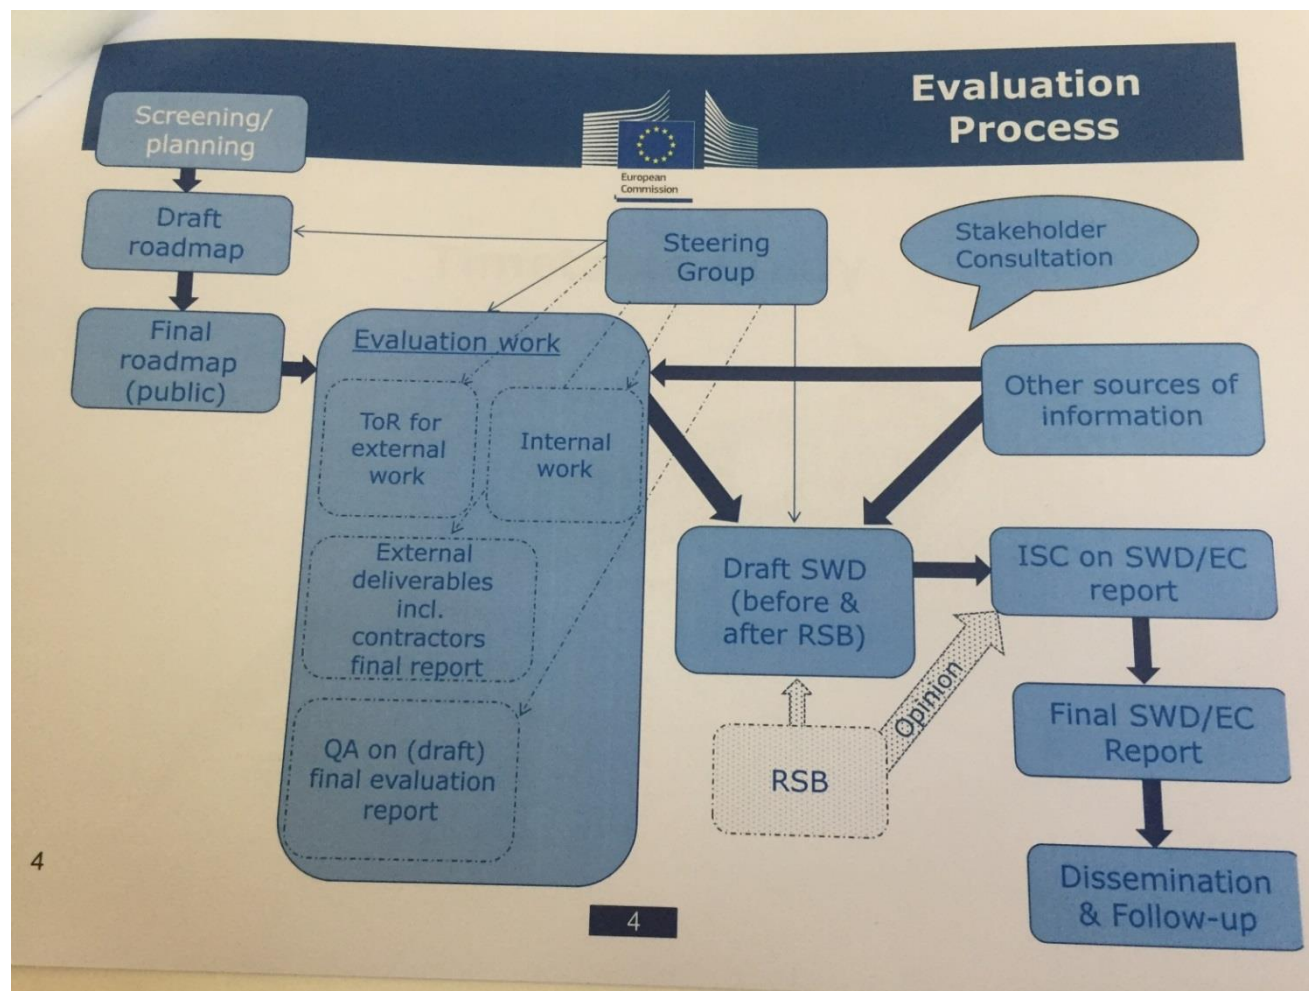 Evaluation
Process
European
Commission
Screening/
planning
Draft
roadmap
Final
roadmap
(public)
Steering
Group
Stakeholder
Consultation
Evaluation work
ToR for
external
work
Internal
work
External
deliverables
incl.
contractors
final report
QA on (draft)
final evaluation
report
Other sources of
information
Draft SWD
(before &
after RSB)
RSB
Opinion
ISC on SWD/EC
report
Final SWD/EC
Report
Dissemination
& Follow-up
4
4